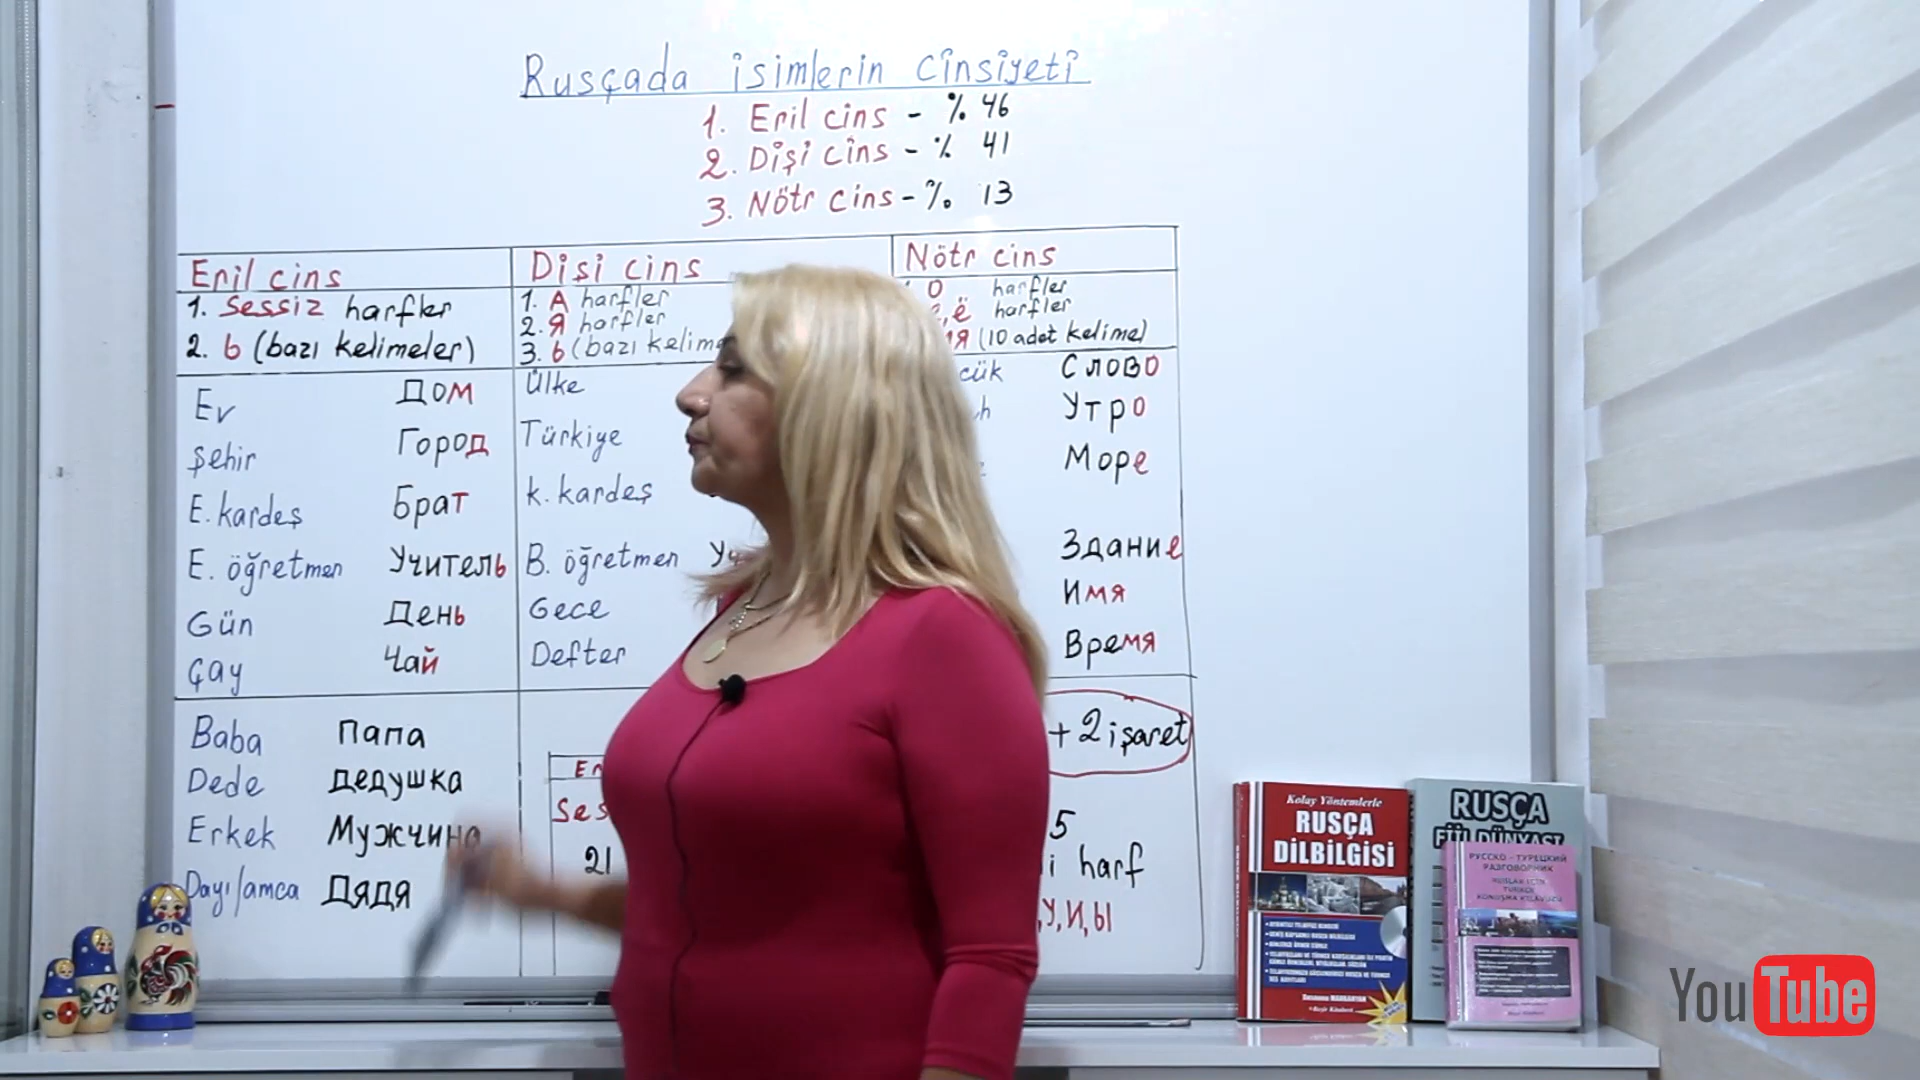 Rusçada isimlerin cinsiyeti
1. Eril cins - % 46
2. Dişi cins - % 41
3. Nötr cins - % 13
Eril cins
1. Sessiz harfler
2. ь (bazı kelimeler)
Ev Дом
Şehir Город
E. kardeş Брат
E. öğretmen Учитель
Gün День
Çay Чай
Baba Папа
Dede Дедушка
Erkek Мужчина
Dayı/amca Дядя
Dişi cins
1. А harfler
2. Я harfler
3. ь (bazı
Ülke
Türkiye
K. kardeş
B. öğretmen
Gece
Defter
21
Nötr cins
О harfler
ё harfler
(10 adet kelime)
Слово
Утро
Море
Здание
Имя
Время
+ 2 işaret
5
harf
У, И, Ы
Kolay Yöntemlerle
RUSÇA
DİLBİLGİSİ
RUSÇA
FİİL DÜNYASI
РУССКО - ТУРЕЦКИЙ
РАЗГОВОРНИК
YouTube